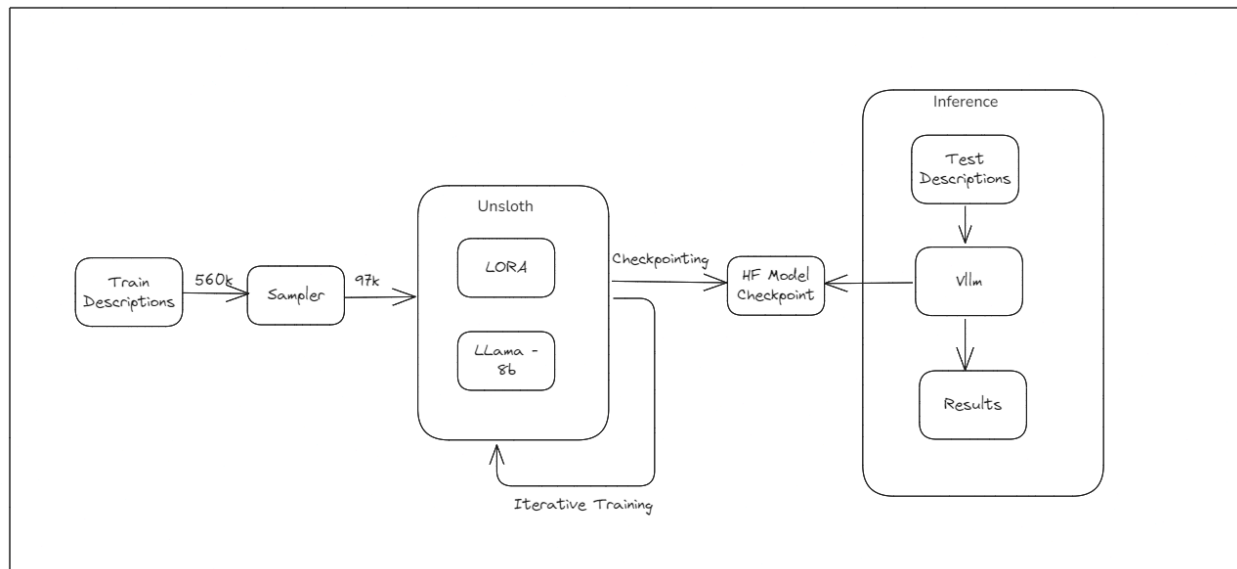 Train
Descriptions
560k
Sampler
97k
Unsloth
LORA
LLama -
8b
Iterative Training
Checkpointing
HF Model
Checkpoint
Inference
Test
Descriptions
Vllm
Results